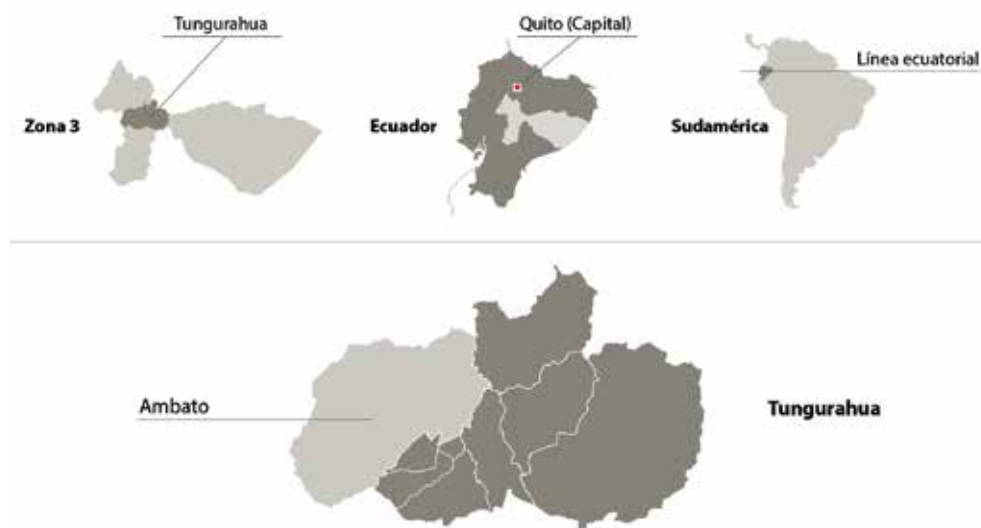 Tungurahua
Quito (Capital)
Línea ecuatorial
Zona 3
Ecuador
Sudamérica
Ambato
Tungurahua